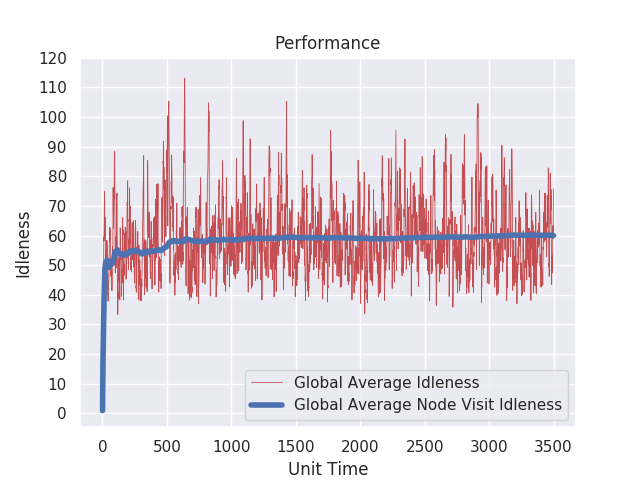 Performance
120
110
100
90
80
70
60
50
40
30
20
10
0
Idleness
Global Average Idleness
Global Average Node Visit Idleness
0 500 1000 1500 2000 2500 3000 3500
Unit Time